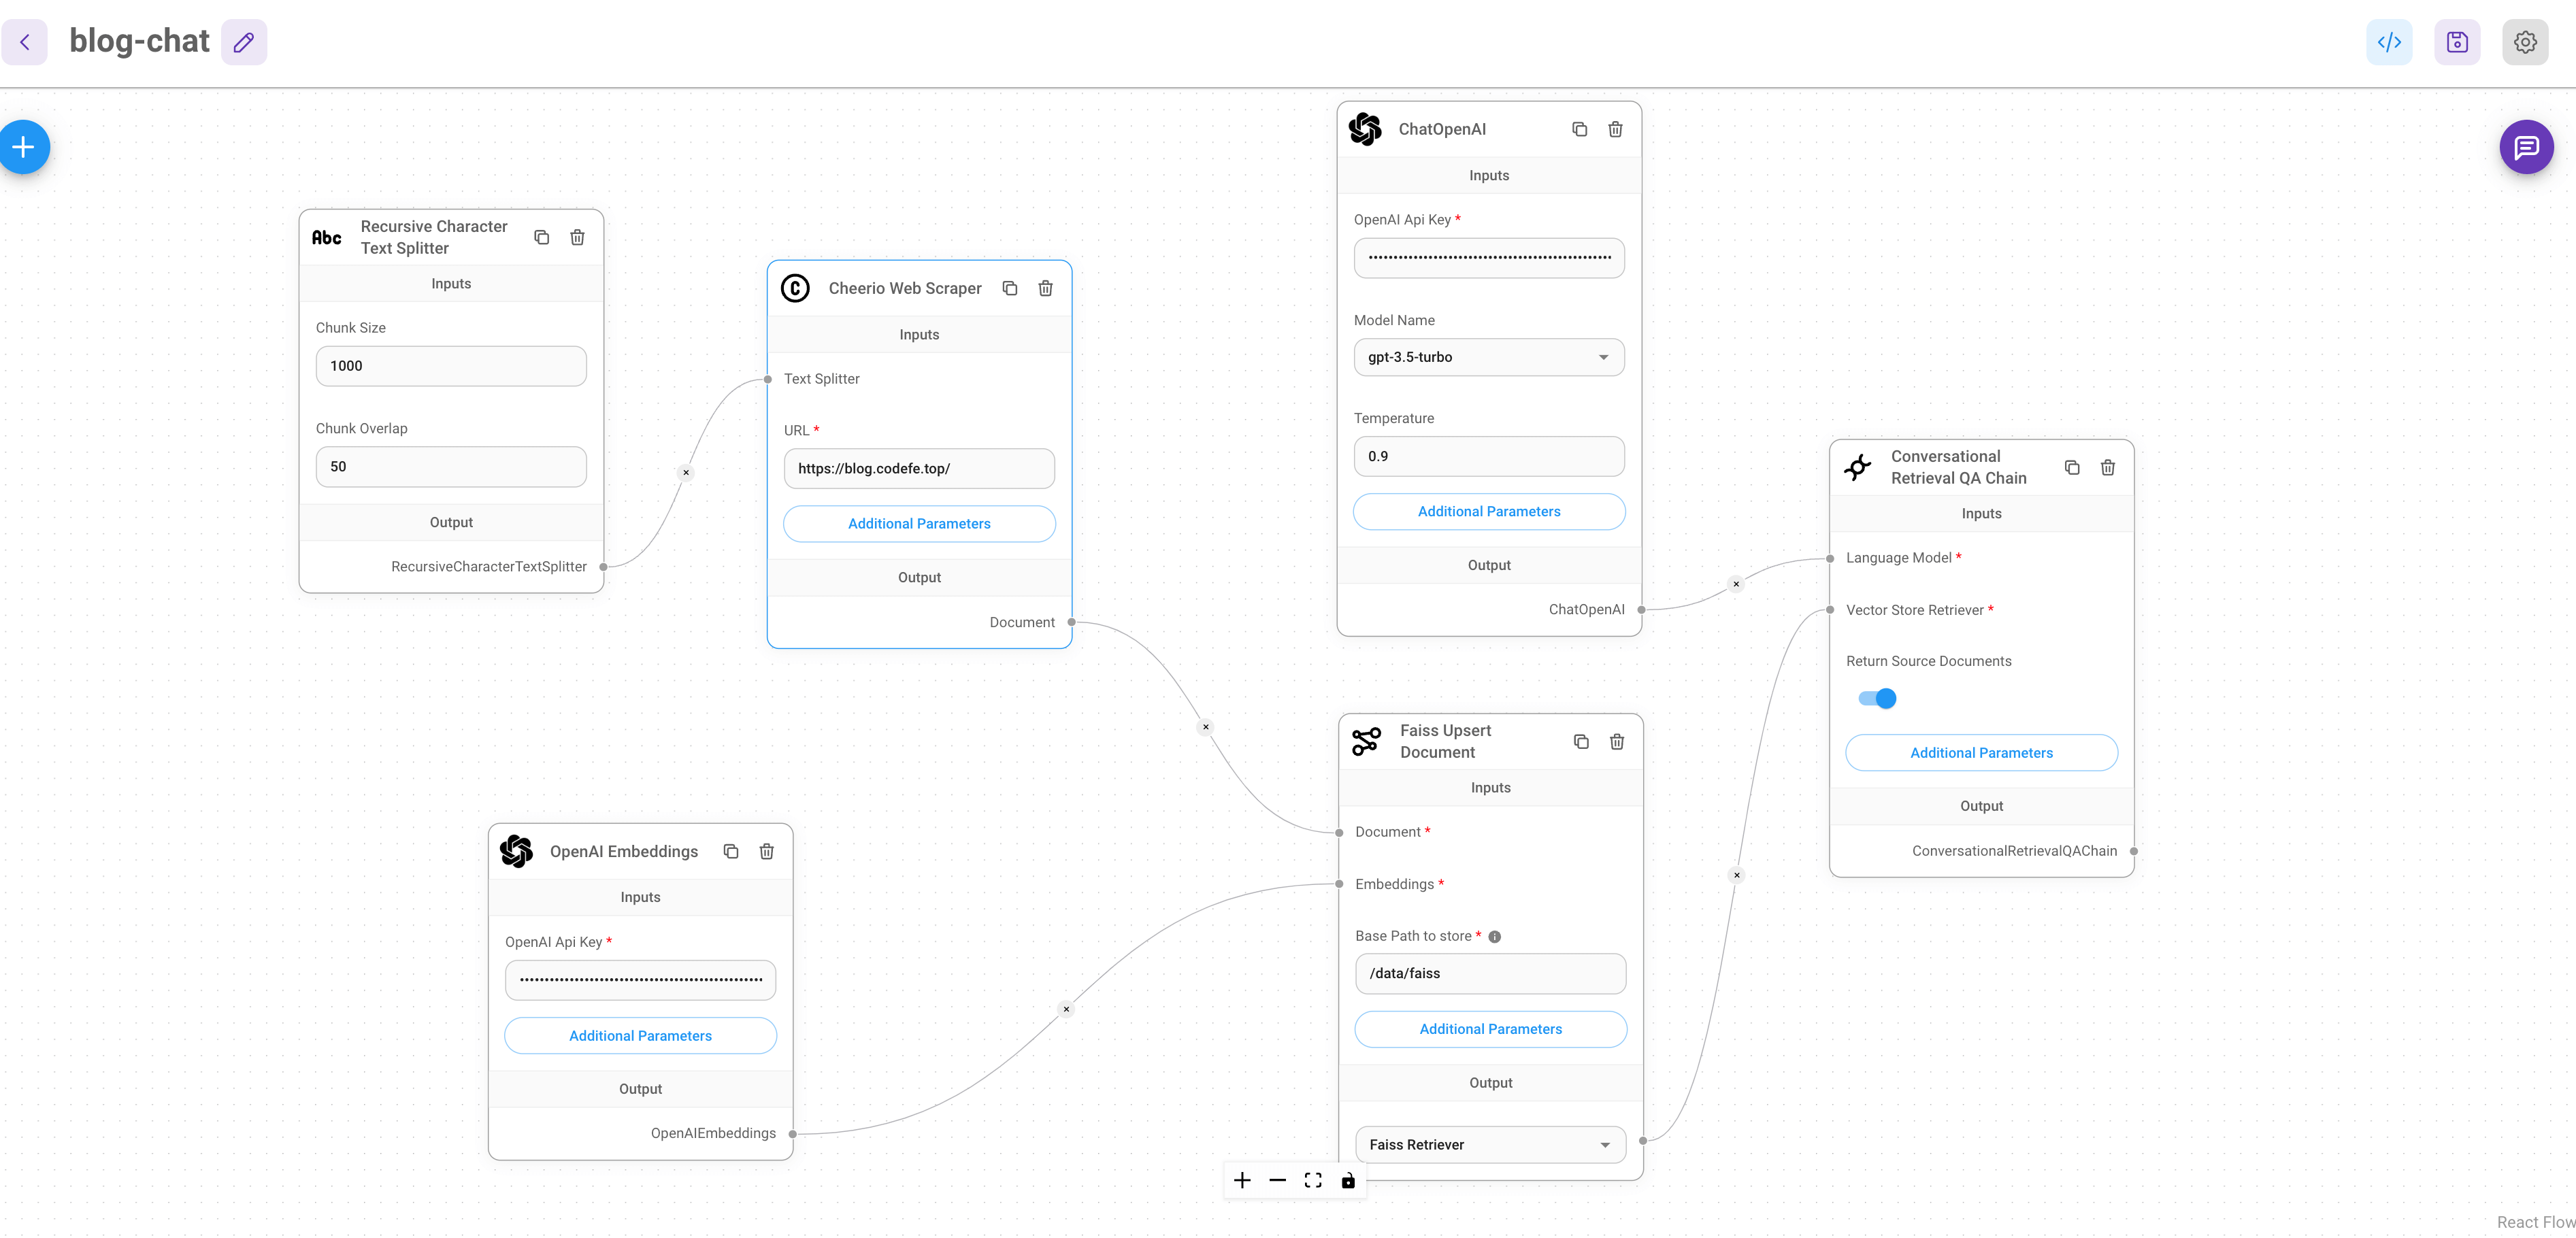 blog-chat
Abc
Recursive Character
Text Splitter
Inputs
Chunk Size
1000
Chunk Overlap
50
Output
RecursiveCharacterTextSplitter
Cheerio Web Scraper
Inputs
Text Splitter
URL *
https://blog.codefe.top/
Additional Parameters
Output
Document
OpenAI Embeddings
Inputs
OpenAI Api Key *
Additional Parameters
Output
OpenAIEmbeddings
ChatOpenAI
Inputs
OpenAI Api Key *
Model Name
gpt-3.5-turbo
Temperature
0.9
Additional Parameters
Output
ChatOpenAI
Faiss Upsert
Document
Inputs
Document *
Embeddings *
Base Path to store *
/data/faiss
Additional Parameters
Output
Faiss Retriever
Conversational
Retrieval QA Chain
Inputs
Language Model *
Vector Store Retriever *
Return Source Documents
Additional Parameters
Output
ConversationalRetrievalQAChain
React Flow